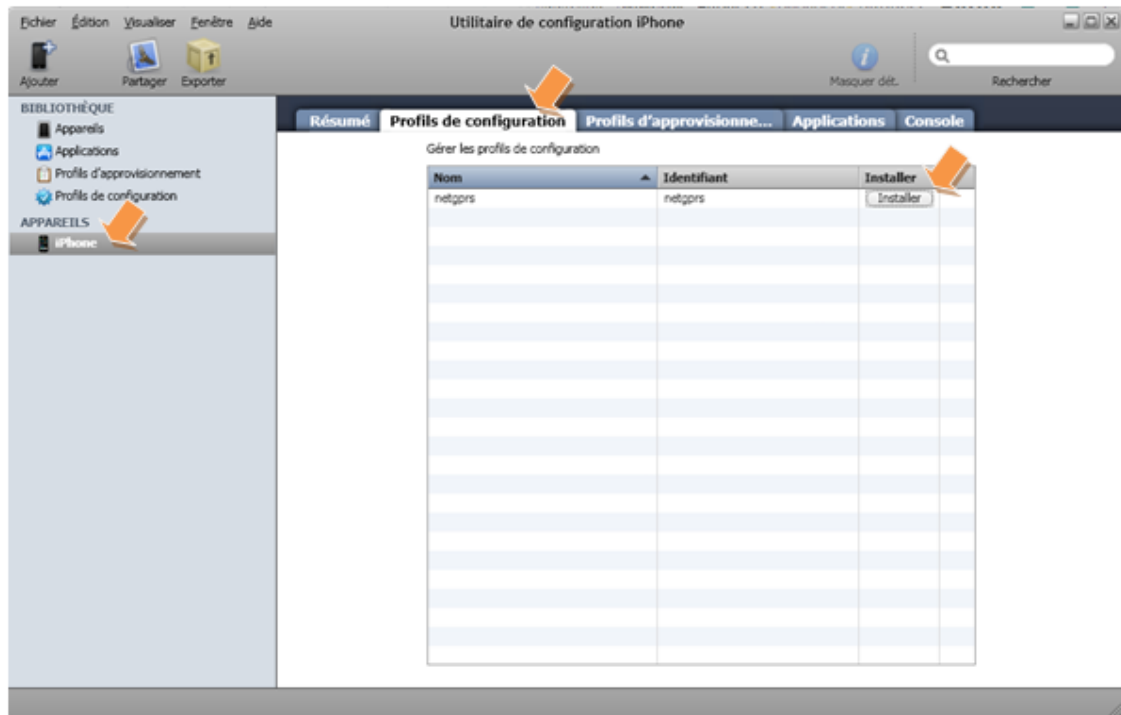 Fichier Édition Visualiser Fenêtre Aide
Utilitaire de configuration iPhone
Ajouter Partager Exporter
Masquer dét. Rechercher
BIBLIOTHÈQUE
Appareils
Applications
Profils d'approvisionnement
Profils de configuration
APPAREILS
iPhone
Résumé Profils de configuration Profils d'approvisionne... Applications Console
Gérer les profils de configuration
Nom Identifiant Installer
netgprs netgprs Installer